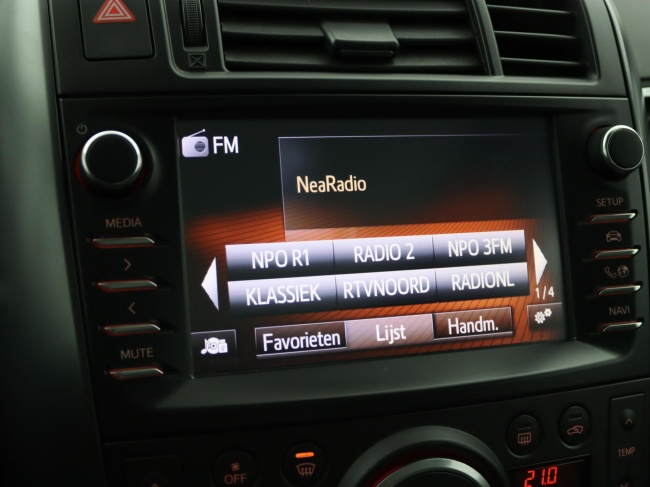 FM
NeaRadio
MEDIA
SETUP
NPO R1 RADIO 2 NPO 3FM
KLASSIEK RTVNOORD RADIONL
1/4
NAVI
MUTE
Favorieten Lijst Handm.
OFF
TEMP
21.0